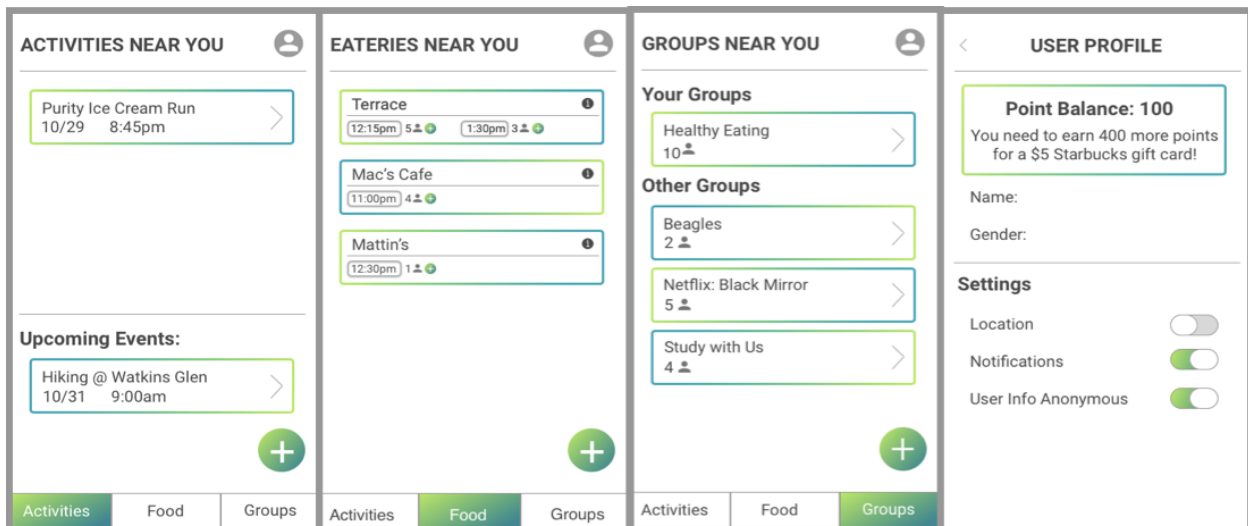 ACTIVITIES NEAR YOU
Purity Ice Cream Run
10/29 8:45pm
Upcoming Events:
Hiking @ Watkins Glen
10/31 9:00am
+
Activities Food Groups
EATERIES NEAR YOU
Terrace
12:15pm 5 1:30pm 3
Mac's Cafe
11:00pm 4
Mattin's
12:30pm 1
+
Activities Food Groups
GROUPS NEAR YOU
Your Groups
Healthy Eating
10
Other Groups
Beagles
2
Netflix: Black Mirror
5
Study with Us
4
+
Activities Food Groups
USER PROFILE
Point Balance: 100
You need to earn 400 more points
for a $5 Starbucks gift card!
Name:
Gender:
Settings
Location
Notifications
User Info Anonymous